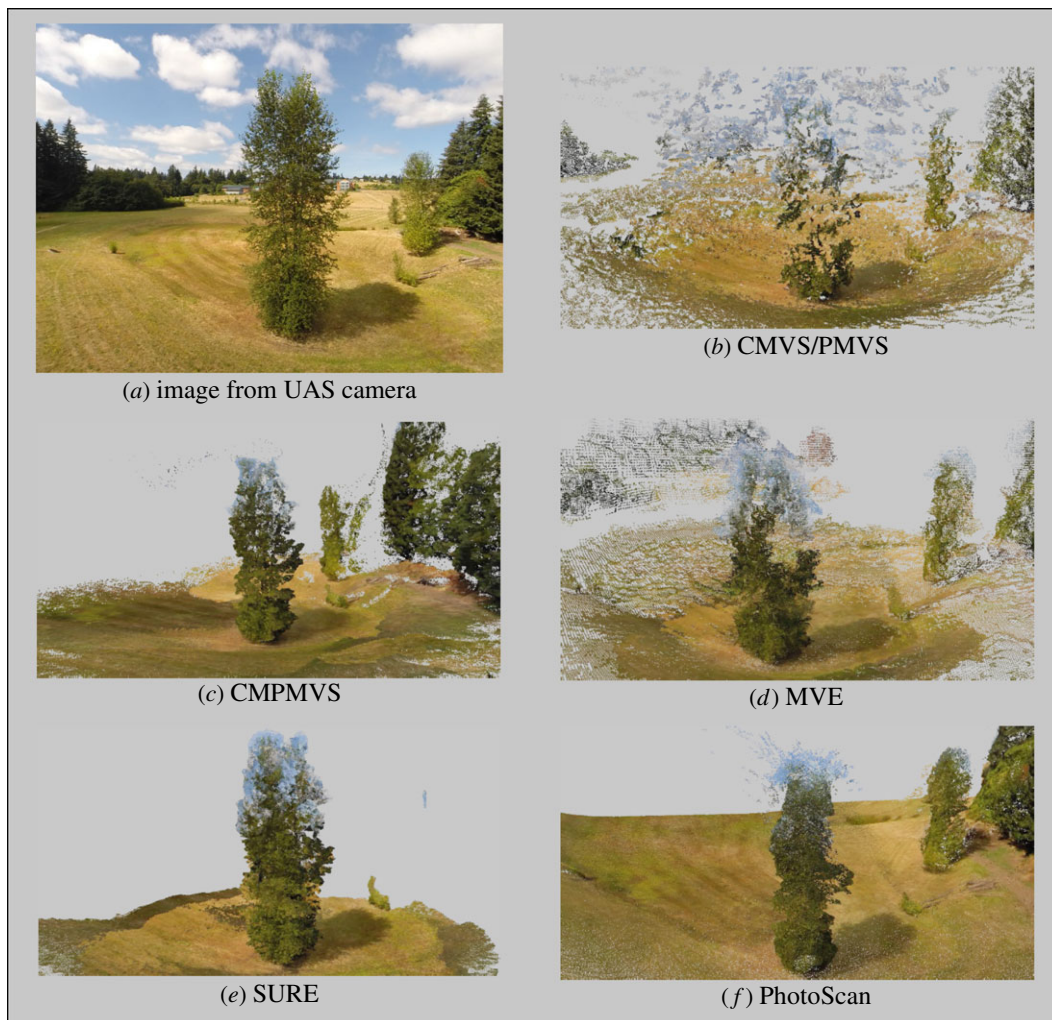 (a) image from UAS camera
(b) CMVS/PMVS
(c) CMPMVS
(d) MVE
(e) SURE
(f) PhotoScan